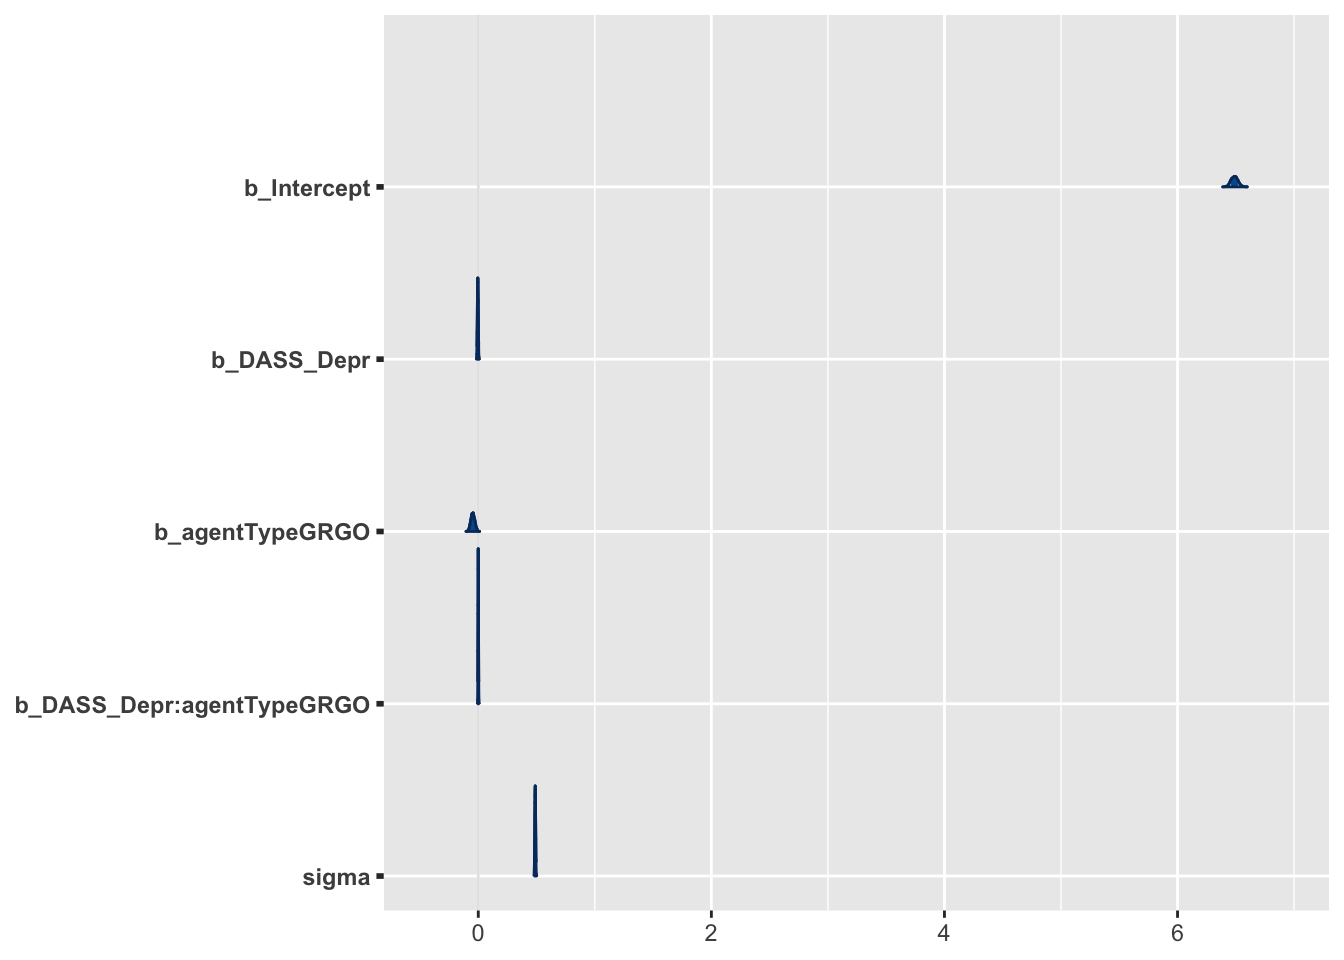 b_Intercept
b_DASS_Depr
b_agentTypeGRGO
b_DASS_Depr:agentTypeGRGO
sigma
0 2 4 6